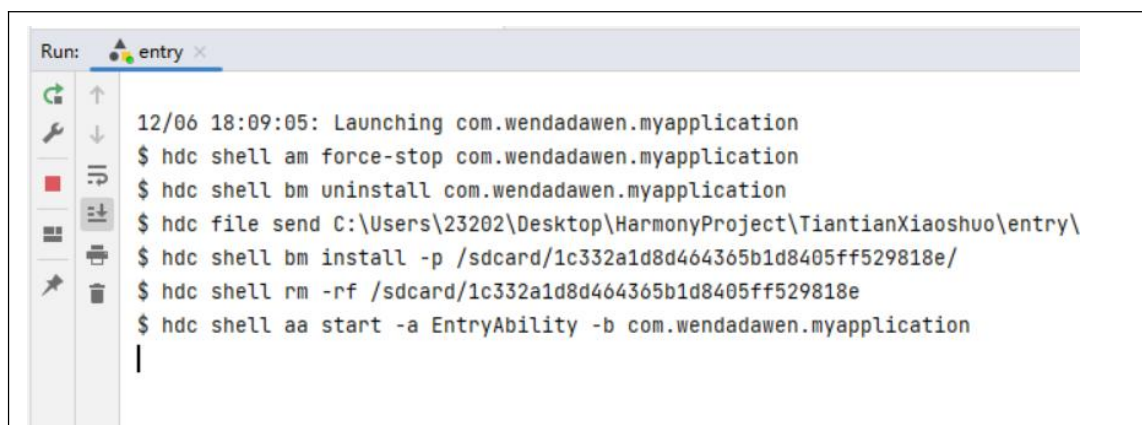 Run: entry
12/06 18:09:05: Launching com.wendadawen.myapplication
$ hdc shell am force-stop com.wendadawen.myapplication
$ hdc shell bm uninstall com.wendadawen.myapplication
$ hdc file send C:\Users\23202\Desktop\HarmonyProject\TiantianXiaoshuo\entry\
$ hdc shell bm install -p /sdcard/1c332a1d8d464365b1d8405ff529818e/
$ hdc shell rm -rf /sdcard/1c332a1d8d464365b1d8405ff529818e
$ hdc shell aa start -a EntryAbility -b com.wendadawen.myapplication